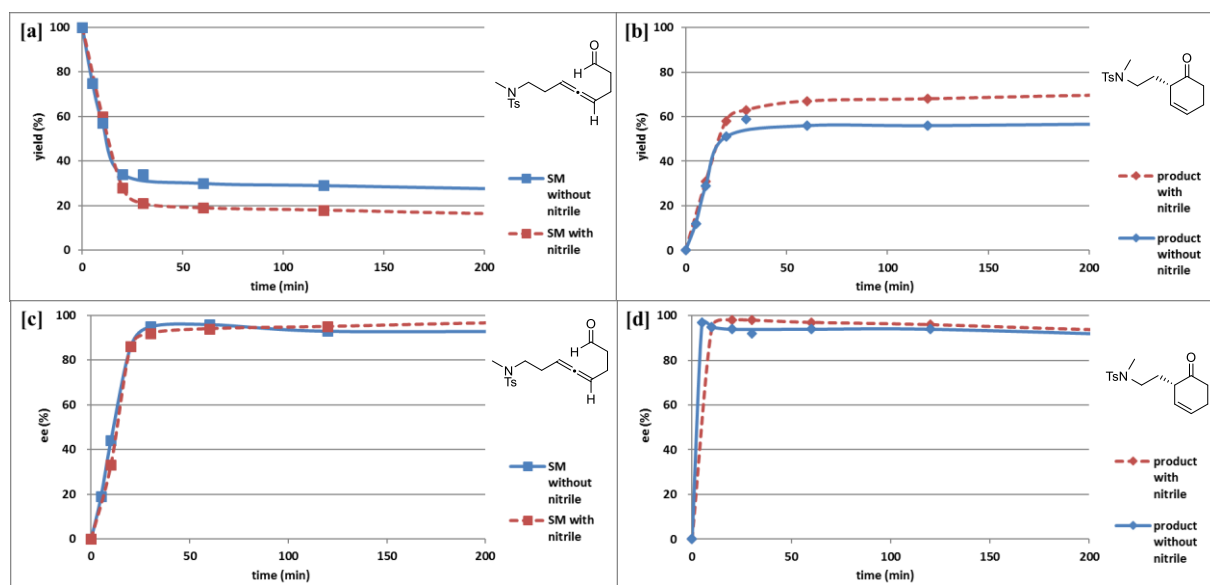 [a]
100
80
60
40
20
0
yield (%)
0
50
100
150
200
time (min)
O
H
N
Ts
H
SM
without
nitrile
SM with
nitrile
[b]
100
80
60
40
20
0
yield (%)
0
50
100
150
200
time (min)
TsN
O
product
with
nitrile
product
without
nitrile
[c]
100
80
60
40
20
0
ee (%)
0
50
100
150
200
time (min)
O
H
N
Ts
H
SM
without
nitrile
SM with
nitrile
[d]
100
80
60
40
20
0
ee (%)
0
50
100
150
200
time (min)
TsN
O
product
with
nitrile
product
without
nitrile